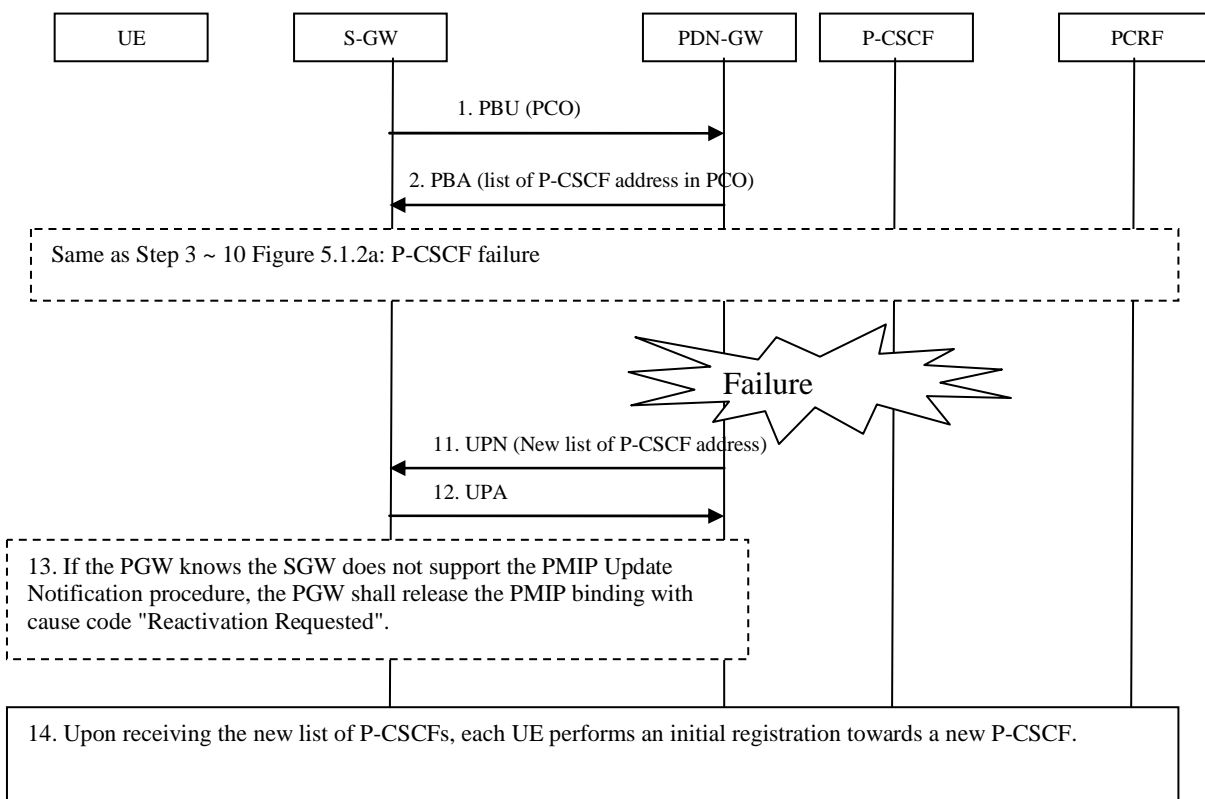 UE
S-GW
PDN-GW
P-CSCF
PCRF
1. PBU (PCO)
2. PBA (list of P-CSCF address in PCO)
Same as Step 3 ~ 10 Figure 5.1.2a: P-CSCF failure
Failure
11. UPN (New list of P-CSCF address)
12. UPA
13. If the PGW knows the SGW does not support the PMIP Update
Notification procedure, the PGW shall release the PMIP binding with
cause code "Reactivation Requested".
14. Upon receiving the new list of P-CSCFs, each UE performs an initial registration towards a new P-CSCF.